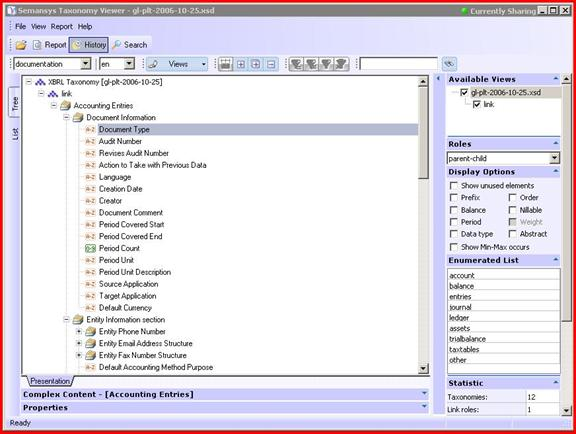 Semansys Taxonomy Viewer - gl-plt-2006-10-25.xsd
Currently Sharing
File View Report Help
Report History Search
documentation en Views
Tree
List
XBRL Taxonomy [gl-plt-2006-10-25]
link
Accounting Entries
Document Information
A-Z Document Type
A-Z Audit Number
A-Z Revises Audit Number
A-Z Action to Take with Previous Data
A-Z Language
A-Z Creation Date
A-Z Creator
A-Z Document Comment
A-Z Period Covered Start
A-Z Period Covered End
0-9 Period Count
A-Z Period Unit
A-Z Period Unit Description
A-Z Source Application
A-Z Target Application
A-Z Default Currency
Entity Information section
Entity Phone Number
Entity Email Address Structure
Entity Fax Number Structure
A-Z Default Accounting Method Purpose
Presentation
Complex Content - [Accounting Entries]
Properties
Available Views
gl-plt-2006-10-25.xsd
link
Roles
parent-child
Display Options
Show unused elements
Prefix Order
Balance Nillable
Period Weight
Data type Abstract
Show Min-Max occurs
Enumerated List
account
balance
entries
journal
ledger
assets
trialbalance
taxtables
other
Statistic
Taxonomies: 12
Link roles: 1
Ready